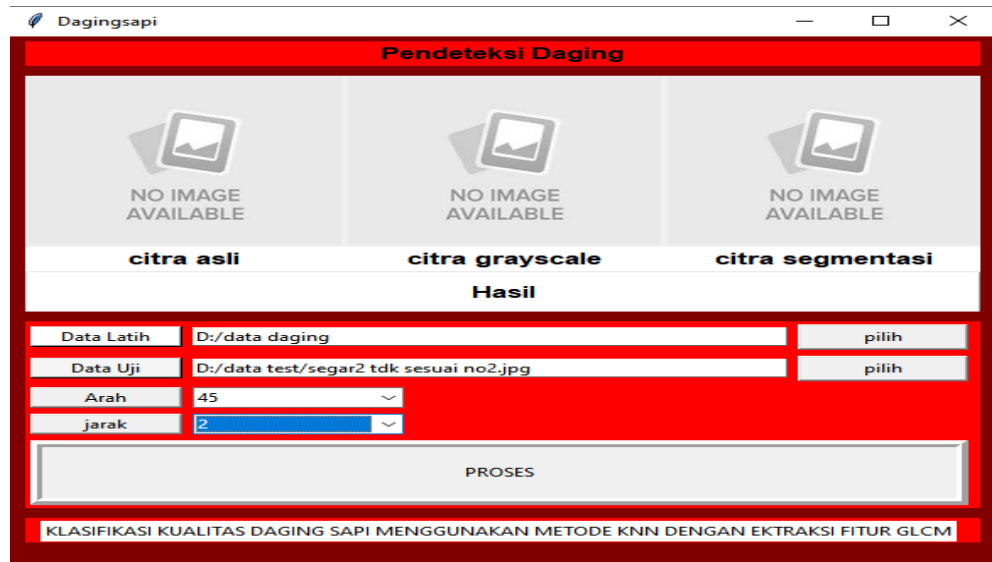 Dagingsapi
Pendeteksi Daging
NO IMAGE AVAILABLE
NO IMAGE AVAILABLE
NO IMAGE AVAILABLE
citra asli
citra grayscale
citra segmentasi
Hasil
Data Latih D:/data daging pilih
Data Uji D:/data test/segar2 tdk sesuai no2.jpg pilih
Arah 45
jarak 2
PROSES
KLASIFIKASI KUALITAS DAGING SAPI MENGGUNAKAN METODE KNN DENGAN EKTRAKSI FITUR GLCM